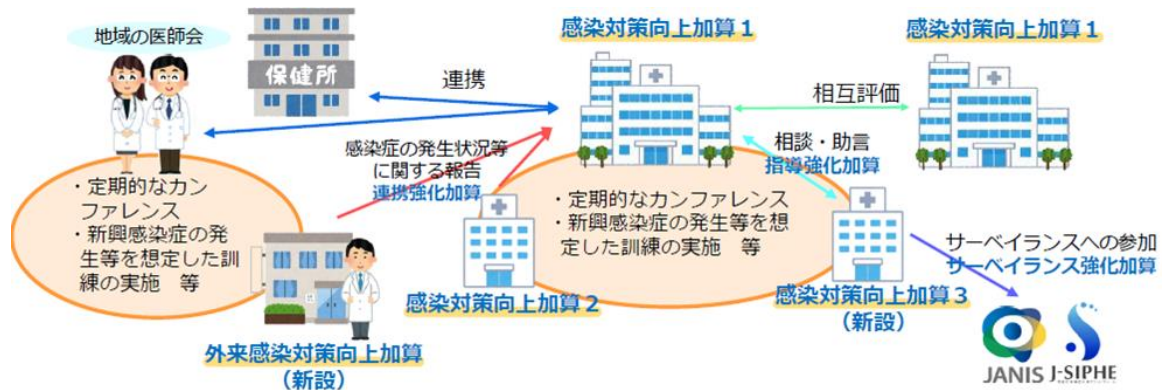 地域の医師会
保健所
連携
感染対策向上加算1
感染対策向上加算1
相互評価
感染症の発生状況等
に関する報告
連携強化加算
相談・助言
指導強化加算
・定期的なカン
ファレンス
・新興感染症の発
生等を想定した訓
練の実施　等
・定期的なカンファレンス
・新興感染症の発生等を想
定した訓練の実施　等
サーベイランスへの参加
サーベイランス強化加算
感染対策向上加算2
感染対策向上加算3
(新設)
外来感染対策向上加算
(新設)
JANIS
J-SIPHE